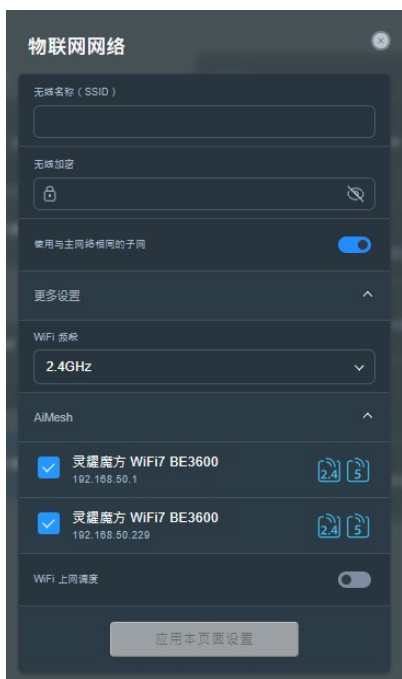 物联网网络
无线名称（SSID）
无线加密
使用与主网络相同的子网
更多设置
WiFi 频段
2.4GHz
AiMesh
灵耀魔方 WiFi7 BE3600
192.168.50.1
2.4 5
灵耀魔方 WiFi7 BE3600
192.168.50.229
2.4 5
WiFi 上网调度
应用本页面设置